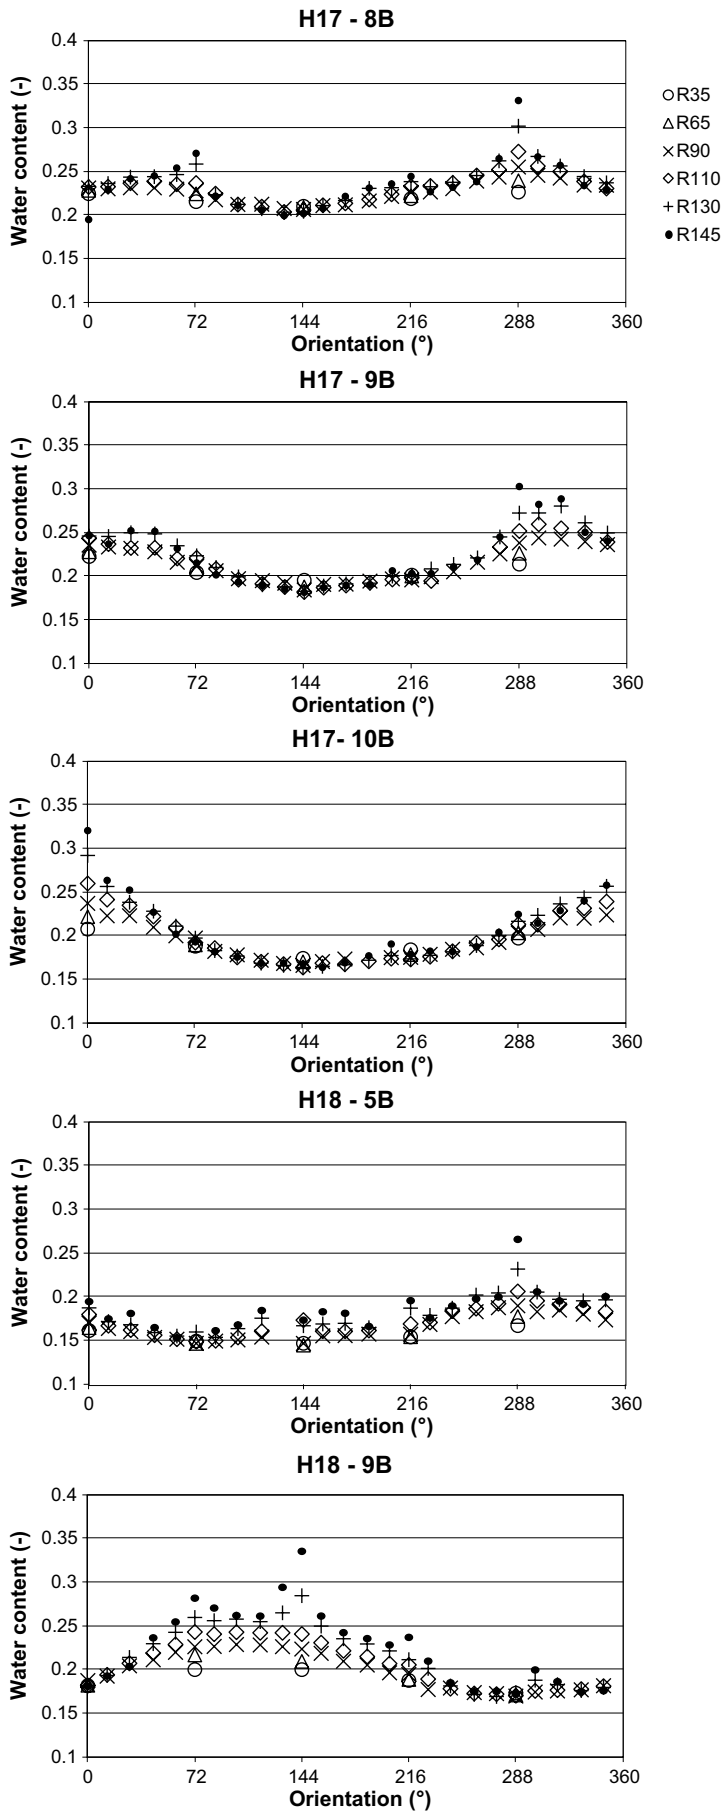 H17 - 8B
0.4
0.35
0.3
0.25
0.2
0.15
0.1
Water content (-)
0 72 144 216 288 360
Orientation (°)
R35
R65
R90
R110
R130
R145
H17 - 9B
0.4
0.35
0.3
0.25
0.2
0.15
0.1
Water content (-)
0 72 144 216 288 360
Orientation (°)
H17- 10B
0.4
0.35
0.3
0.25
0.2
0.15
0.1
Water content (-)
0 72 144 216 288 360
Orientation (°)
H18 - 5B
0.4
0.35
0.3
0.25
0.2
0.15
0.1
Water content (-)
0 72 144 216 288 360
Orientation (°)
H18 - 9B
0.4
0.35
0.3
0.25
0.2
0.15
0.1
Water content (-)
0 72 144 216 288 360
Orientation (°)